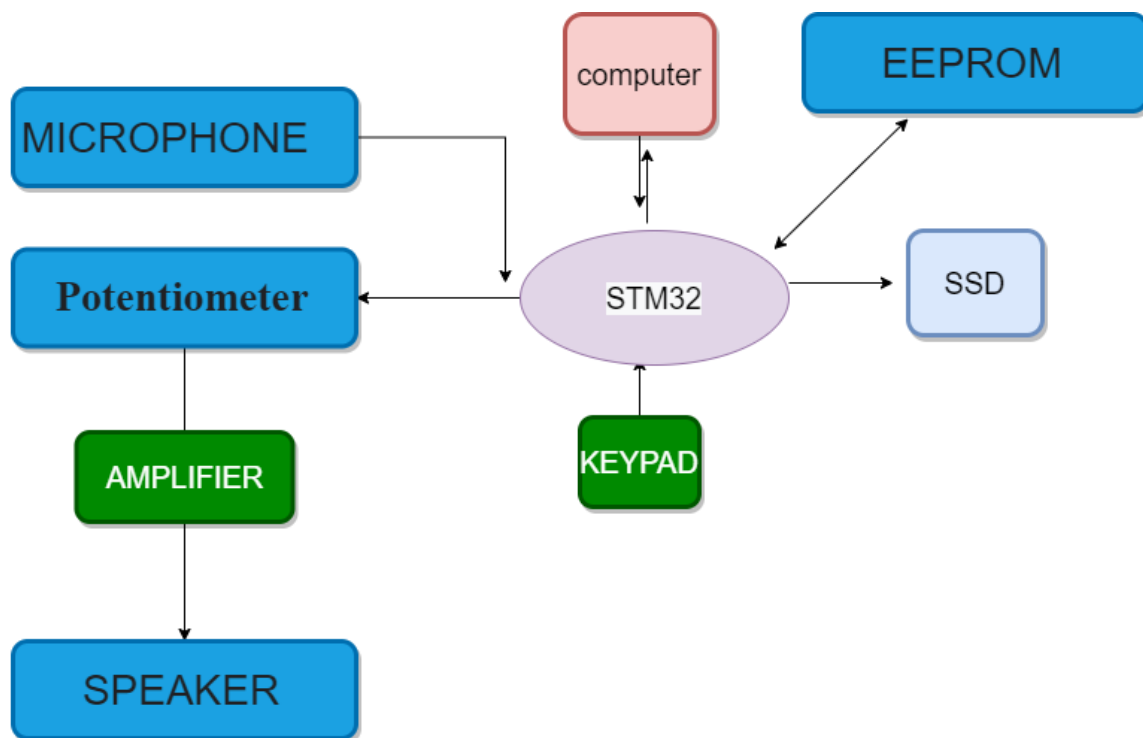 computer
EEPROM
MICROPHONE
SSD
Potentiometer
STM32
KEYPAD
AMPLIFIER
SPEAKER